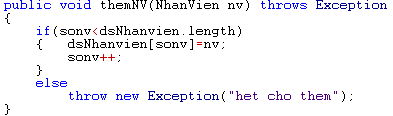 public void themNV(NhanVien nv) throws Exception
{
    if(sonv<dsNhanvien.length)
    {   dsNhanvien[sonv]=nv;
        sonv++;
    }
    else
        throw new Exception("het cho them");
}